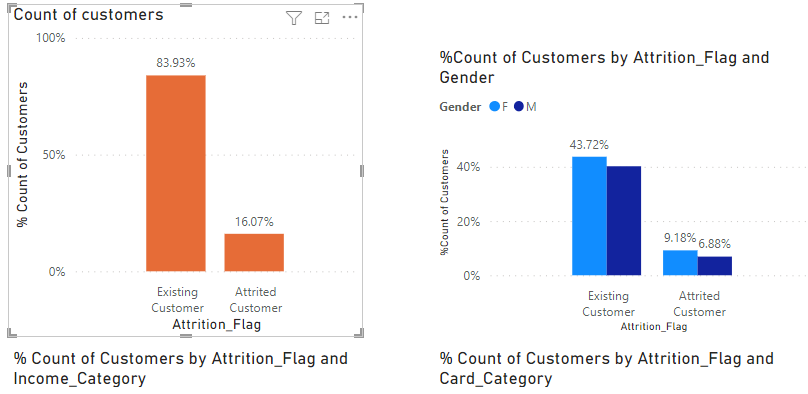 Count of customers
100%
83.93%
50%
16.07%
0%
% Count of Customers
Existing
Customer
Attrited
Customer
Attrition_Flag
%Count of Customers by Attrition_Flag and
Gender
Gender F M
43.72%
40%
20%
9.18%
6.88%
0%
%Count of Customers
Existing
Customer
Attrited
Customer
Attrition_Flag
% Count of Customers by Attrition_Flag and
Income_Category
% Count of Customers by Attrition_Flag and
Card_Category